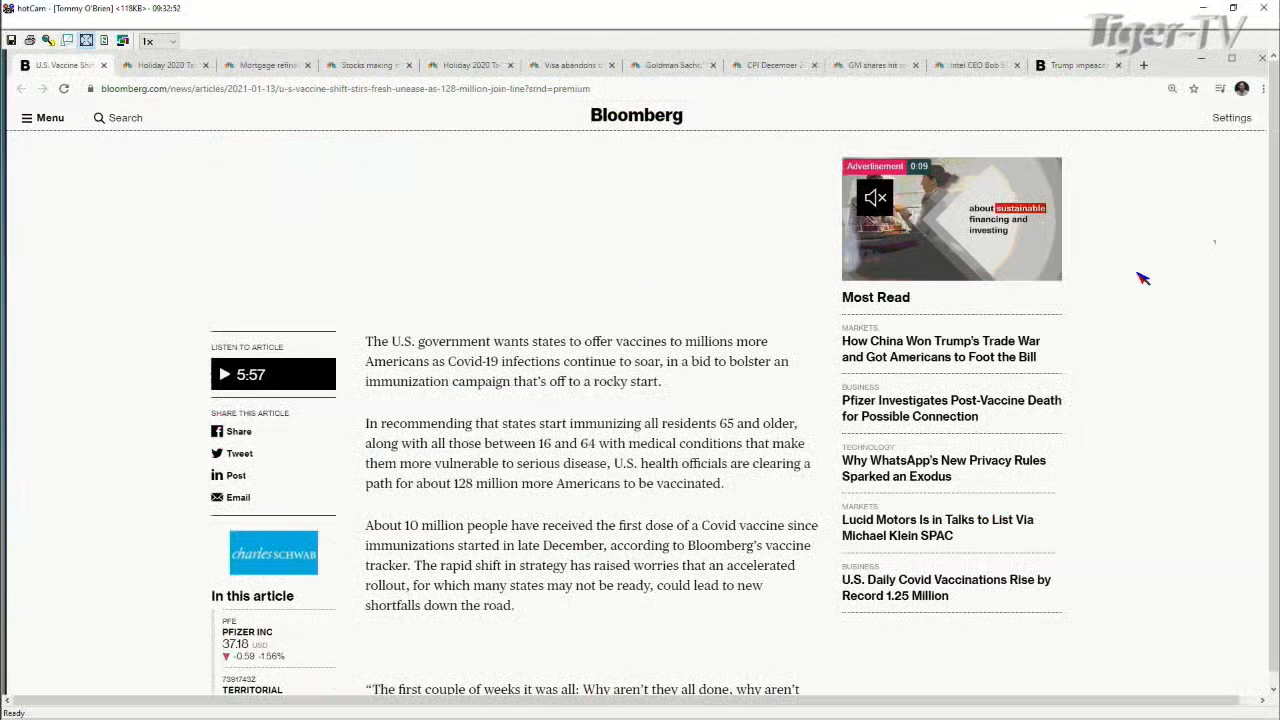 hotCam - [Tommy O'Brien] <118KB> - 09:32:52
Tiger-TV
1x
U.S. Vaccine Shi
Holiday 2020 Te
Mortgage refina
Stocks making t
Holiday 2020 Te
Visa abandons
Goldman Sachs
CPI December 2
GM shares hit
Intel CEO Bob S
Trump impeach
bloomberg.com/news/articles/2021-01-13/u-s-vaccine-shift-stirs-fresh-unease-as-128-million-join-line?srnd=premium
Menu
Search
Bloomberg
Settings
Advertisement 0:09
about sustainable
financing and
investing
LISTEN TO ARTICLE
5:57
SHARE THIS ARTICLE
Share
Tweet
Post
Email
charles SCHWAB
In this article
PFE
PFIZER INC
37.18 USD
-0.59 -1.56%
7391743Z
TERRITORIAL
The U.S. government wants states to offer vaccines to millions more
Americans as Covid-19 infections continue to soar, in a bid to bolster an
immunization campaign that's off to a rocky start.
In recommending that states start immunizing all residents 65 and older,
along with all those between 16 and 64 with medical conditions that make
them more vulnerable to serious disease, U.S. health officials are clearing a
path for about 128 million more Americans to be vaccinated.
About 10 million people have received the first dose of a Covid vaccine since
immunizations started in late December, according to Bloomberg's vaccine
tracker. The rapid shift in strategy has raised worries that an accelerated
rollout, for which many states may not be ready, could lead to new
shortfalls down the road.
“The first couple of weeks it was all: Why aren't they all done, why aren't
Most Read
MARKETS
How China Won Trump's Trade War
and Got Americans to Foot the Bill
BUSINESS
Pfizer Investigates Post-Vaccine Death
for Possible Connection
TECHNOLOGY
Why WhatsApp's New Privacy Rules
Sparked an Exodus
MARKETS
Lucid Motors Is in Talks to List Via
Michael Klein SPAC
BUSINESS
U.S. Daily Covid Vaccinations Rise by
Record 1.25 Million
Ready